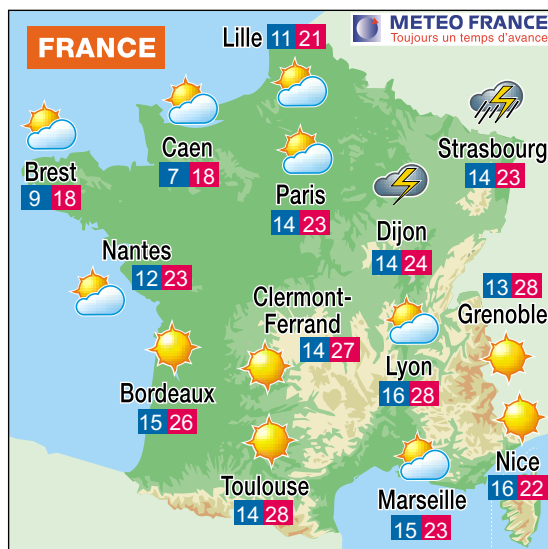 FRANCE
METEO FRANCE
Toujours un temps d'avance
Lille 11 21
Caen
7 18
Brest
9 18
Strasbourg
14 23
Paris
14 23
Dijon
14 24
Nantes
12 23
Clermont-
Ferrand
14 27
13 28
Grenoble
Lyon
16 28
Bordeaux
15 26
Toulouse
14 28
Marseille
15 23
Nice
16 22